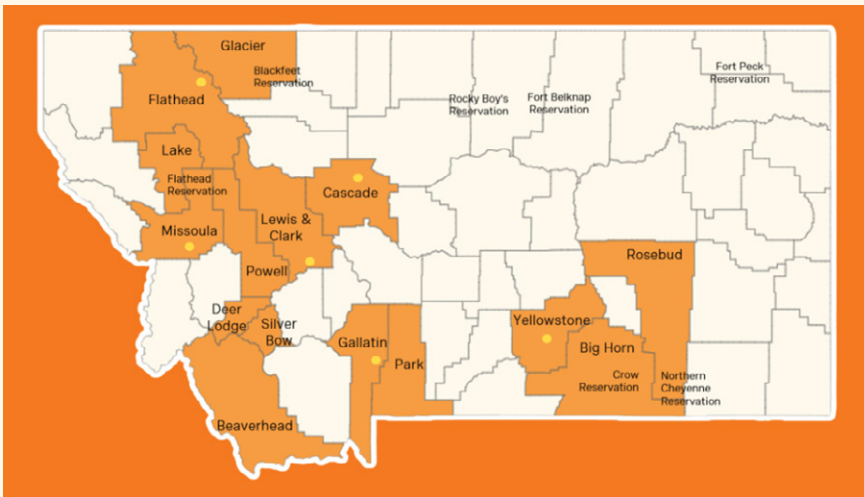 Glacier
Blackfeet
Reservation
Fort Peck
Reservation
Flathead
Rocky Boy's
Reservation
Fort Belknap
Reservation
Lake
Flathead
Reservation
Cascade
Missoula
Lewis &
Clark
Powell
Rosebud
Deer
Lodge
Silver
Bow
Yellowstone
Gallatin
Big Horn
Park
Crow
Reservation
Northern
Cheyenne
Reservation
Beaverhead